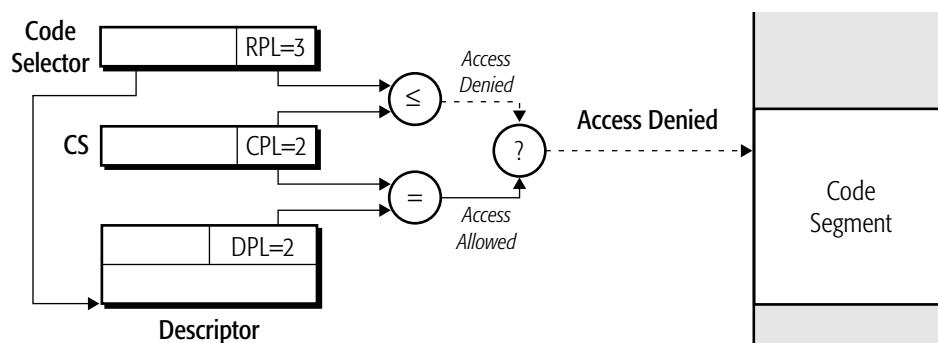 Code
Selector
RPL=3
Access
Denied
≤
CS
CPL=2
?
Access Denied
=
Access
Allowed
DPL=2
Descriptor
Code
Segment